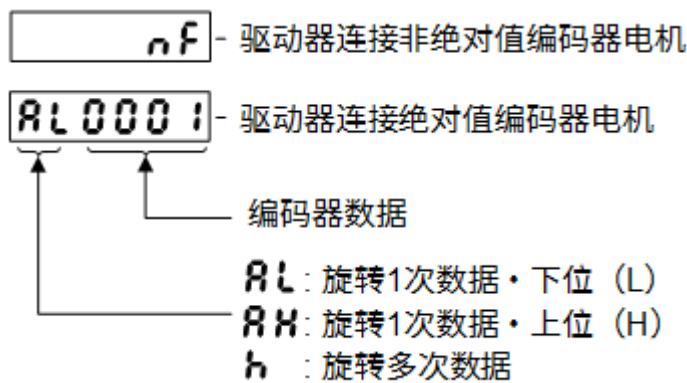 nF - 驱动器连接非绝对值编码器电机
AL0001 - 驱动器连接绝对值编码器电机
编码器数据
AL : 旋转1次数据・下位（L）
AH : 旋转1次数据・上位（H）
h : 旋转多次数据